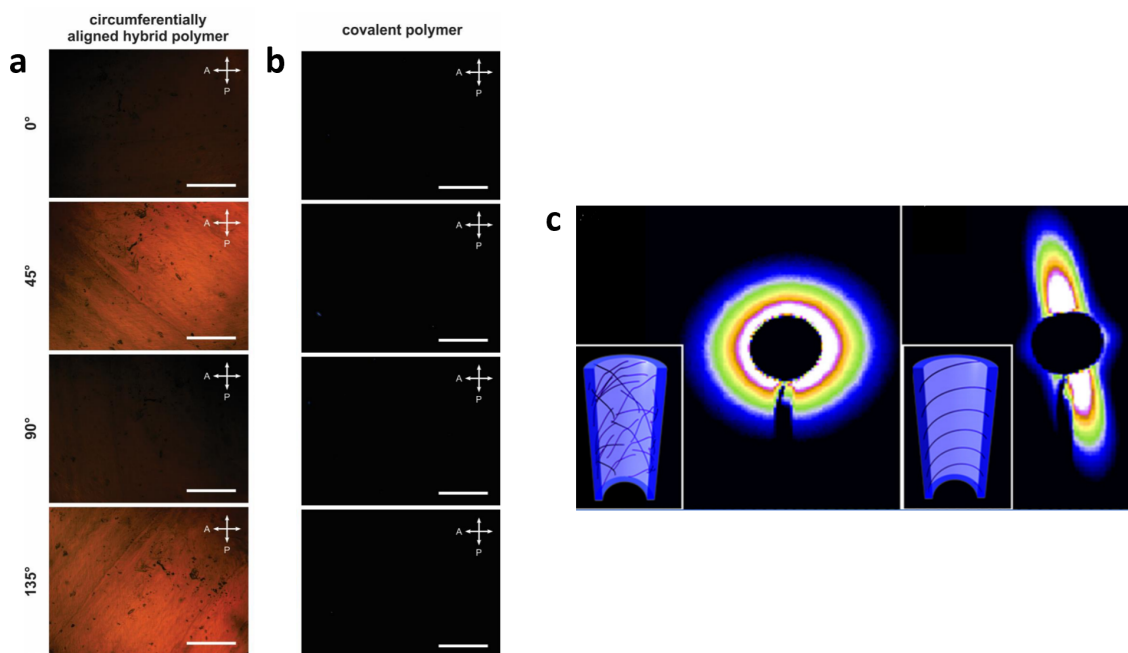 circumferentially
aligned hybrid polymer
covalent polymer
a
b
c
0°
45°
90°
135°
A
P
A
P
A
P
A
P
A
P
A
P
A
P
A
P